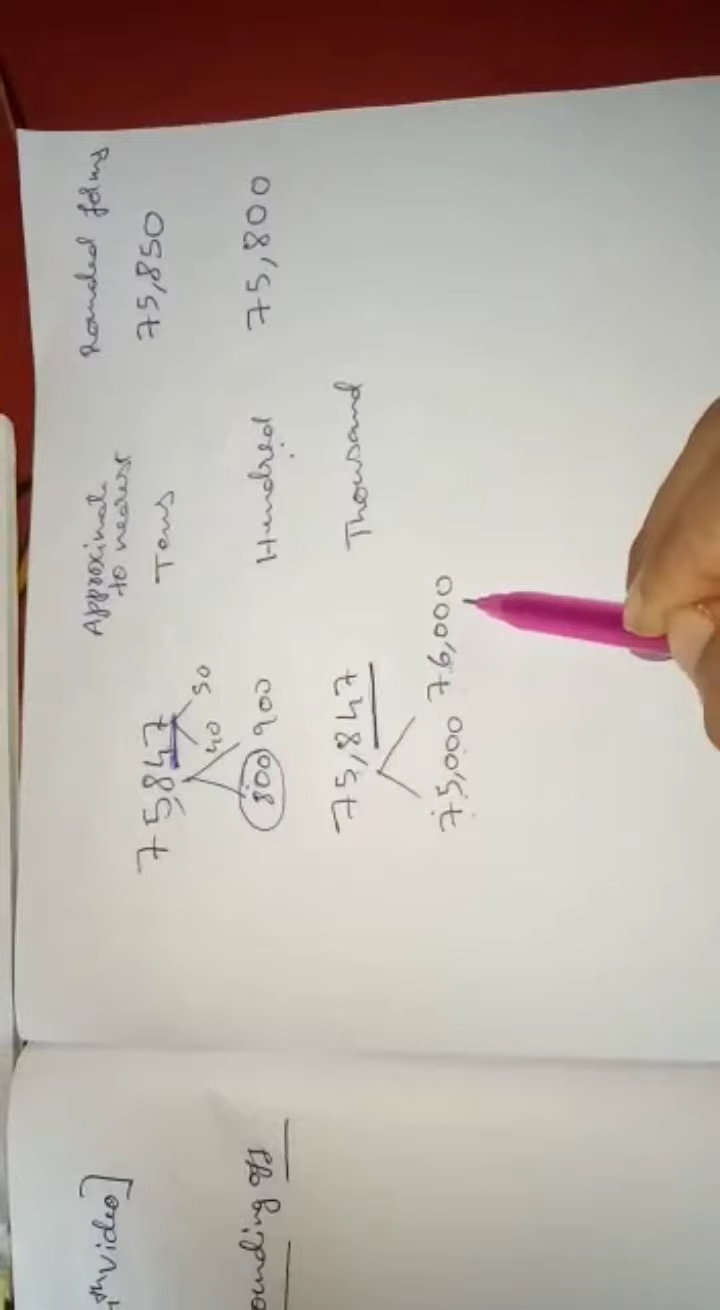 Approximate to nearest
Rounded forms
75,847
40
50
Tens
75,850
800
900
Hundred
75,800
75,847
Thousand
75,000
76,000
th video]
ounding off